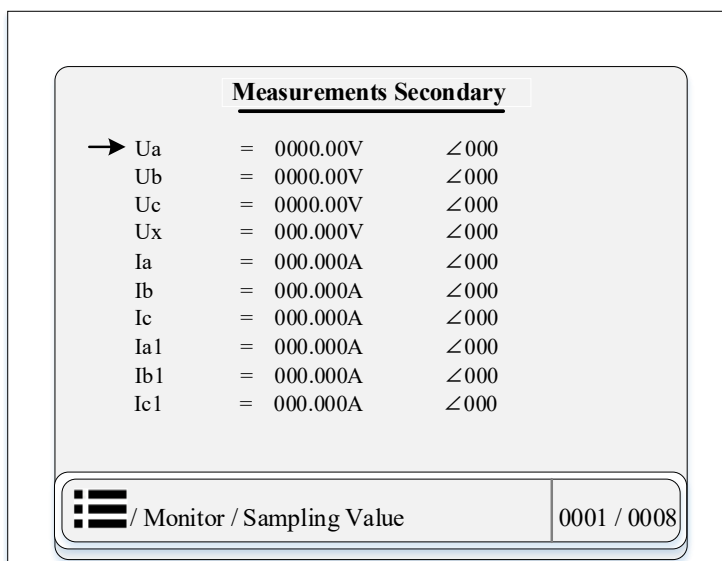 Measurements Secondary
Ua = 0000.00V ∠000
Ub = 0000.00V ∠000
Uc = 0000.00V ∠000
Ux = 000.000V ∠000
Ia = 000.000A ∠000
Ib = 000.000A ∠000
Ic = 000.000A ∠000
Ia1 = 000.000A ∠000
Ib1 = 000.000A ∠000
Ic1 = 000.000A ∠000
/ Monitor / Sampling Value 0001 / 0008